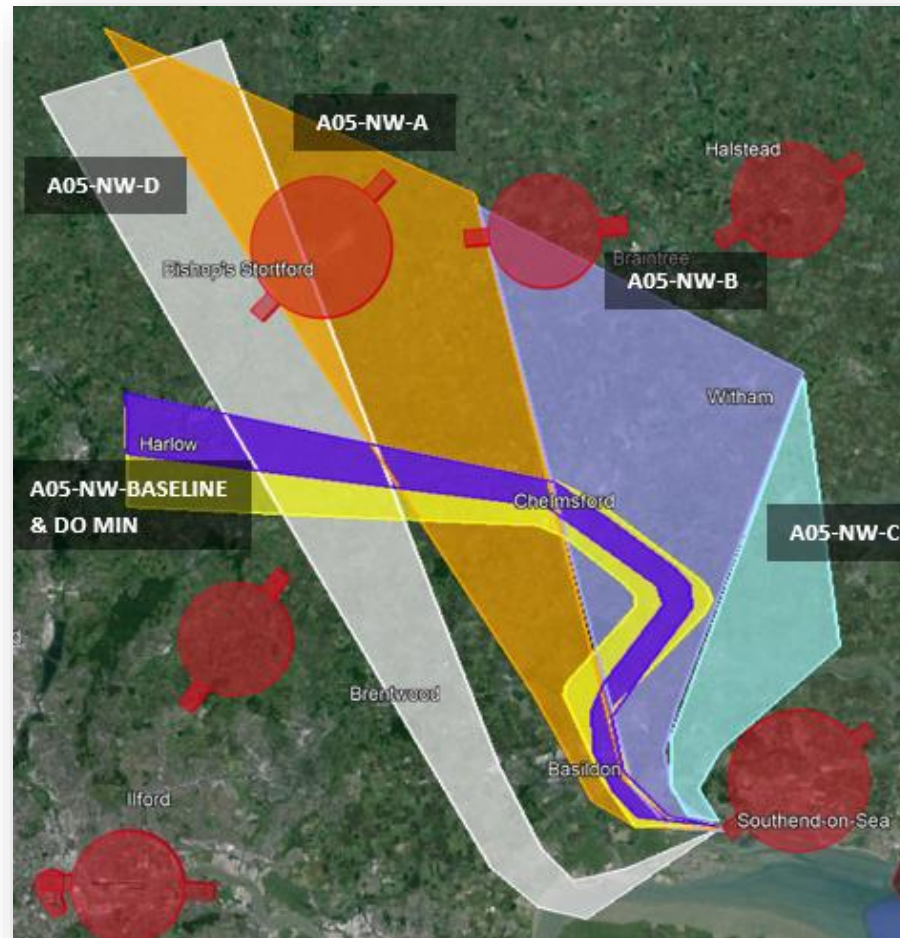 A05-NW-A
Halstead
A05-NW-D
Bishop's Stortford
Braintree
A05-NW-B
Witham
Harlow
A05-NW-BASELINE
& DO MIN
Chelmsford
A05-NW-C
Brentwood
Basildon
Ilford
Southend-on-Sea